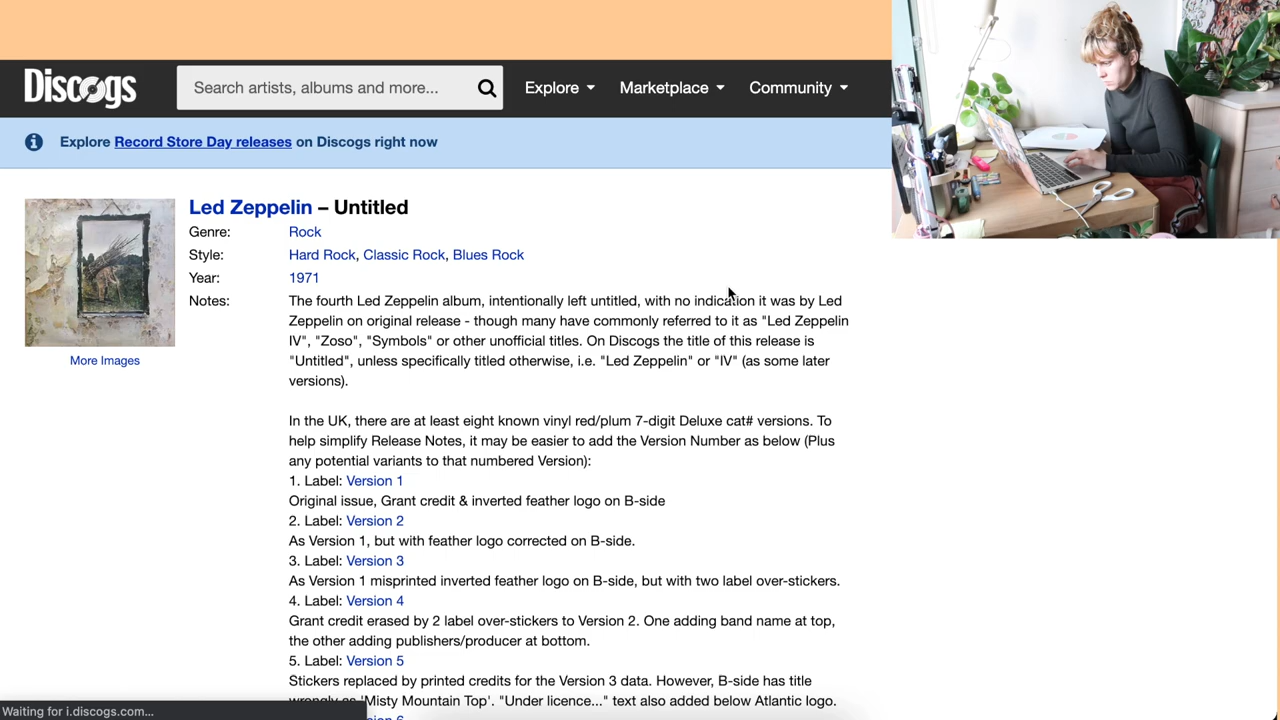 Discogs
Search artists, albums and more...
Explore
Marketplace
Community
Explore Record Store Day releases on Discogs right now
Led Zeppelin – Untitled
Genre: Rock
Style: Hard Rock, Classic Rock, Blues Rock
Year: 1971
Notes: The fourth Led Zeppelin album, intentionally left untitled, with no indication it was by Led
Zeppelin on original release - though many have commonly referred to it as "Led Zeppelin
IV", "Zoso", "Symbols" or other unofficial titles. On Discogs the title of this release is
"Untitled", unless specifically titled otherwise, i.e. "Led Zeppelin" or "IV" (as some later
versions).
More Images
In the UK, there are at least eight known vinyl red/plum 7-digit Deluxe cat# versions. To
help simplify Release Notes, it may be easier to add the Version Number as below (Plus
any potential variants to that numbered Version):
1. Label: Version 1
Original issue, Grant credit & inverted feather logo on B-side
2. Label: Version 2
As Version 1, but with feather logo corrected on B-side.
3. Label: Version 3
As Version 1 misprinted inverted feather logo on B-side, but with two label over-stickers.
4. Label: Version 4
Grant credit erased by 2 label over-stickers to Version 2. One adding band name at top,
the other adding publishers/producer at bottom.
5. Label: Version 5
Stickers replaced by printed credits for the Version 3 data. However, B-side has title
wrongly as 'Misty Mountain Top'. "Under licence..." text also added below Atlantic logo.
Waiting for i.discogs.com...